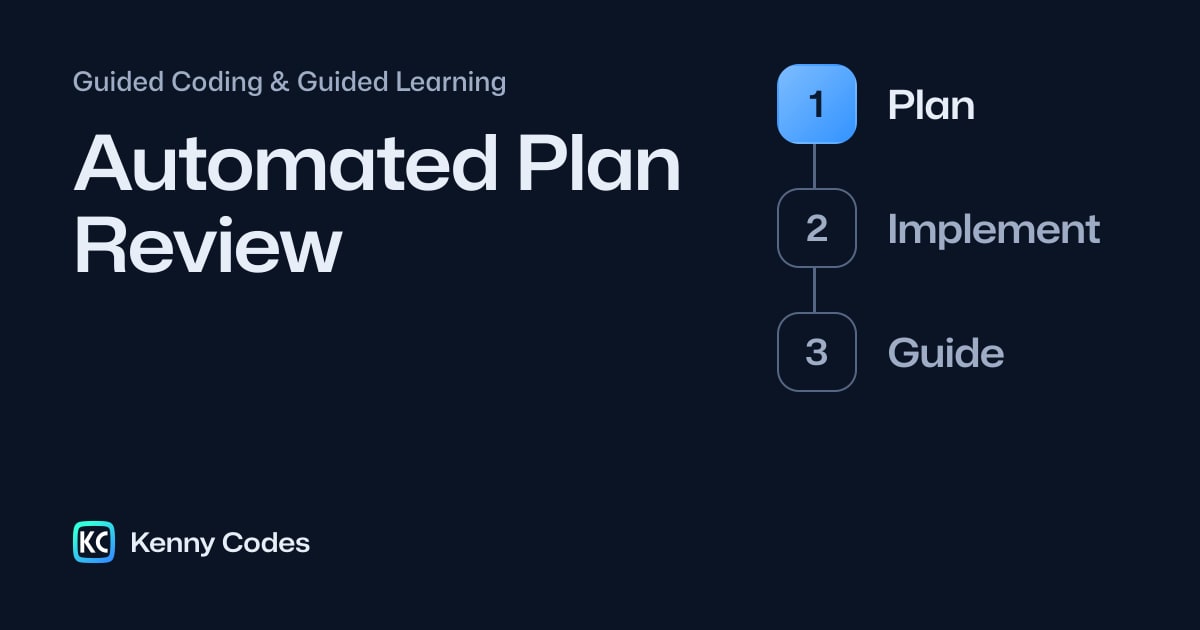 Guided Coding & Guided Learning
Automated Plan
Review
1 Plan
2 Implement
3 Guide
KC Kenny Codes